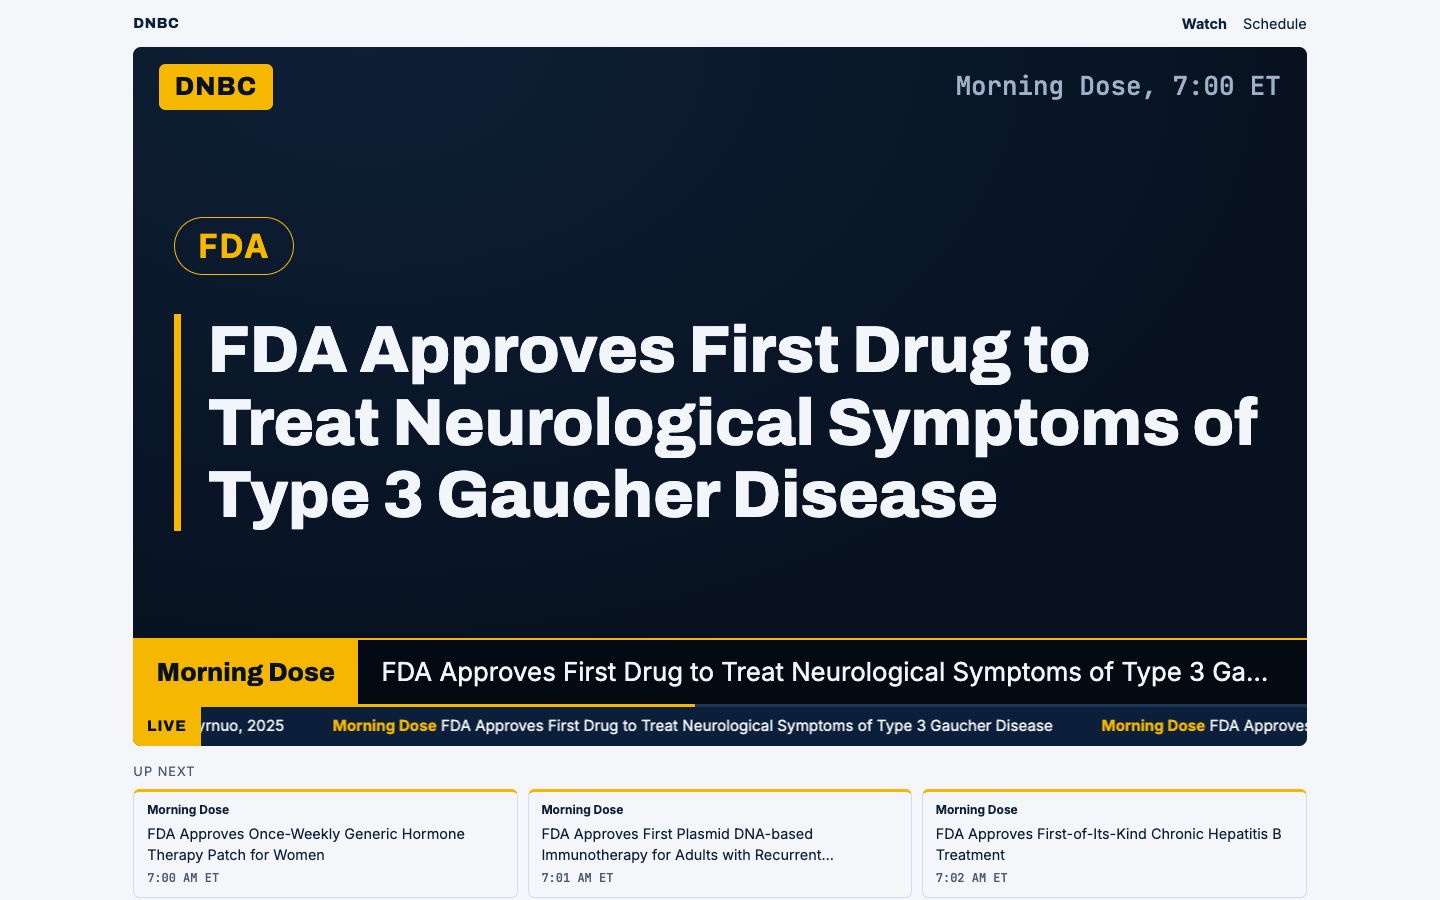 DNBC
Watch Schedule
DNBC
Morning Dose, 7:00 ET
FDA
FDA Approves First Drug to
Treat Neurological Symptoms of
Type 3 Gaucher Disease
Morning Dose
FDA Approves First Drug to Treat Neurological Symptoms of Type 3 Ga...
LIVE
yrnuo, 2025 Morning Dose FDA Approves First Drug to Treat Neurological Symptoms of Type 3 Gaucher Disease Morning Dose FDA Approves
UP NEXT
Morning Dose
FDA Approves Once-Weekly Generic Hormone
Therapy Patch for Women
7:00 AM ET
Morning Dose
FDA Approves First Plasmid DNA-based
Immunotherapy for Adults with Recurrent...
7:01 AM ET
Morning Dose
FDA Approves First-of-Its-Kind Chronic Hepatitis B
Treatment
7:02 AM ET